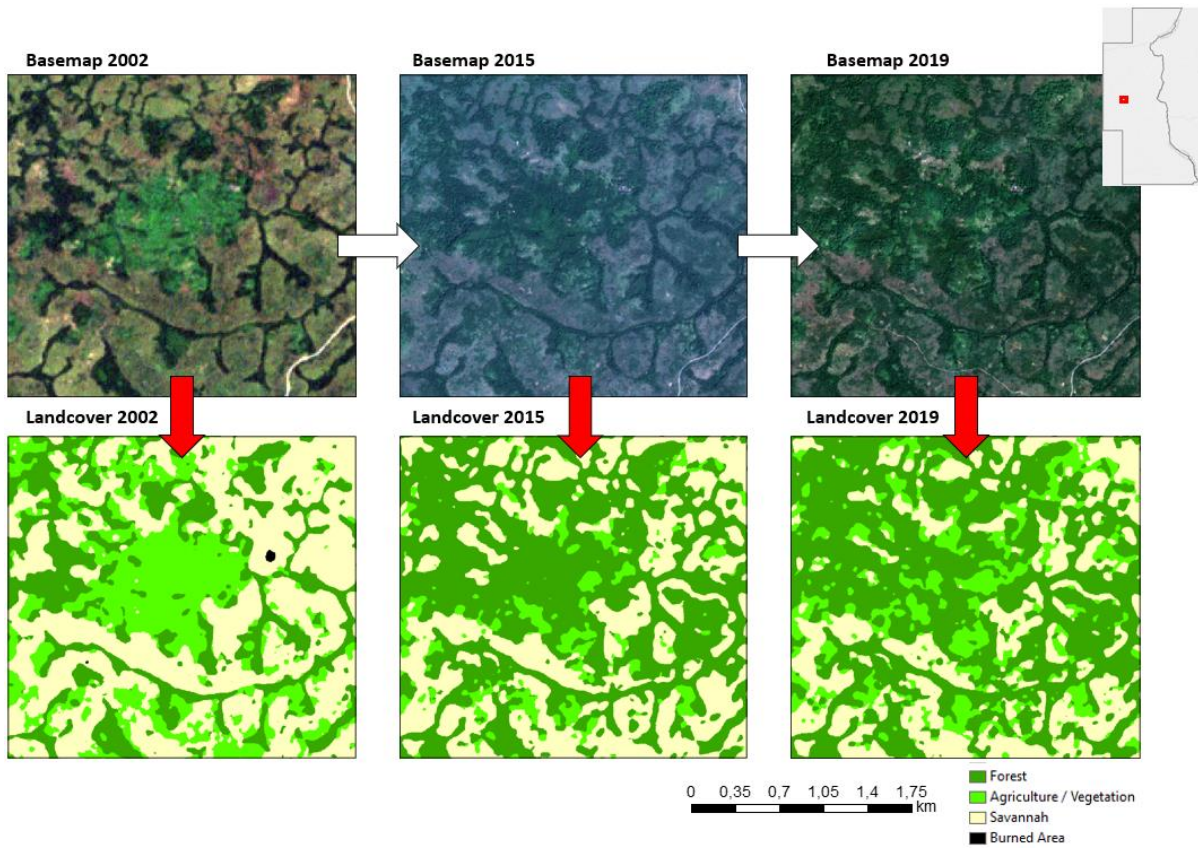 Basemap 2002
Basemap 2015
Basemap 2019
Landcover 2002
Landcover 2015
Landcover 2019
0 0,35 0,7 1,05 1,4 1,75
km
Forest
Agriculture / Vegetation
Savannah
Burned Area